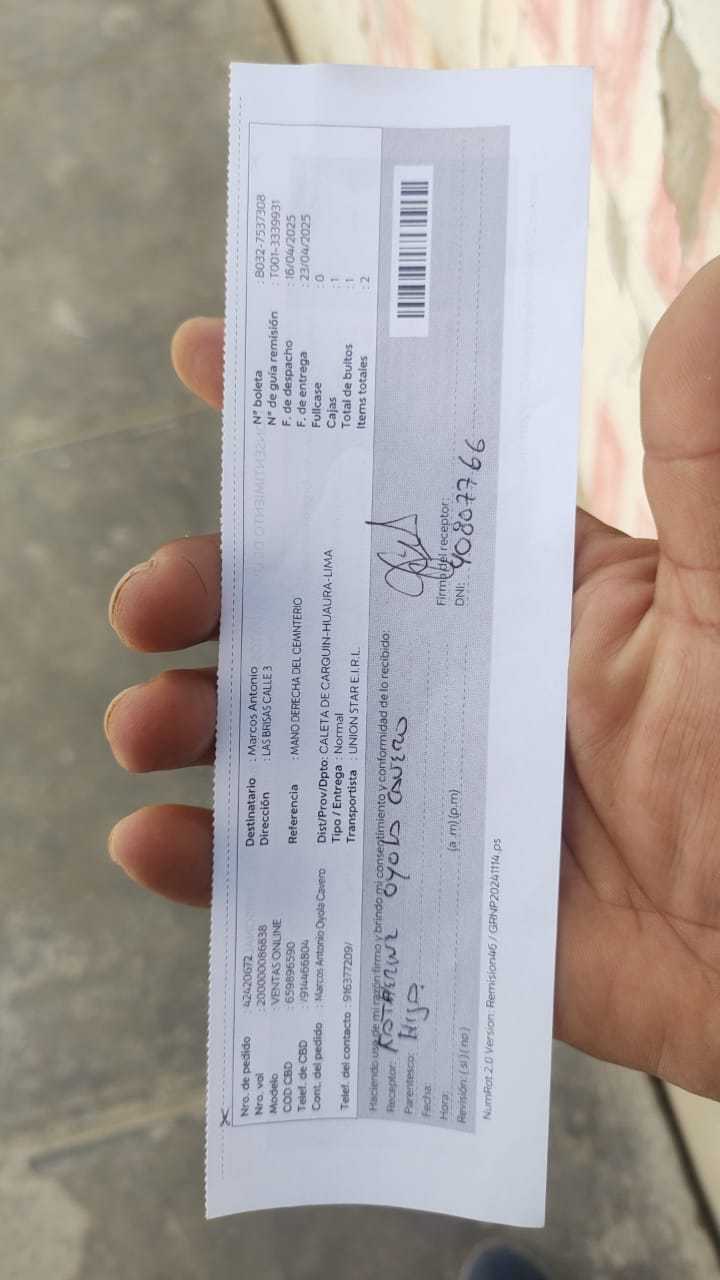 Nro. de pedido : 42420672
Nro. val : 200000086838
Modelo : VENTAS ONLINE
COD CBD : 659896590
Telef. de CBD : /914466804
Cont. del pedido : Marcos Antonio Oyola Cavero
Telef. del contacto : 916377209/
Destinatario : Marcos Antonio
Dirección : LAS BRISAS CALLE 3
Referencia : MANO DERECHA DEL CEMNTERIO
Dist/Prov/Dpto: CALETA DE CARQUIN-HUAURA-LIMA
Tipo / Entrega : Normal
Transportista : UNION STAR E.I.R.L.
N° boleta : B032-7537308
N° de guía remisión : T001-3339931
F. de despacho : 16/04/2025
F. de entrega : 23/04/2025
Fullcase : 0
Cajas : 1
Total de bultos : 1
Items totales : 2
Haciendo uso de mi razón firmo y brindo mi consentimiento y conformidad de lo recibido:
Receptor: OYOLA CAVERO
Parentesco: HIJA
Fecha:
Hora: (a .m) (p.m)
Revisión: ( si ) ( no )
Firma del receptor:
DNI: 40807766
NumRot 2.0 Version: Remision46 / GRNP20241114.ps